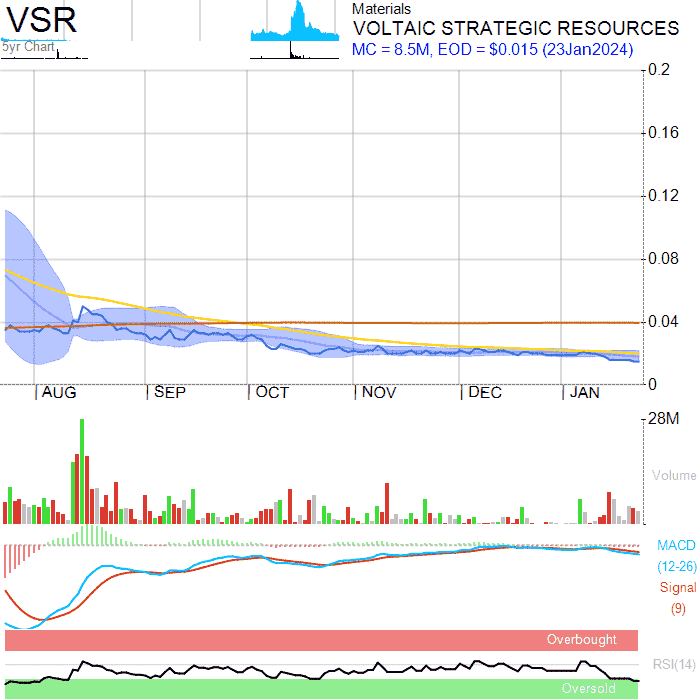 VSR
5yr Chart
Materials
VOLTAIC STRATEGIC RESOURCES
MC = 8.5M, EOD = $0.015 (23Jan2024)
0.2
0.16
0.12
0.08
0.04
0
AUG SEP OCT NOV DEC JAN
28M
Volume
MACD
(12-26)
Signal
(9)
Overbought
RSI(14)
Oversold